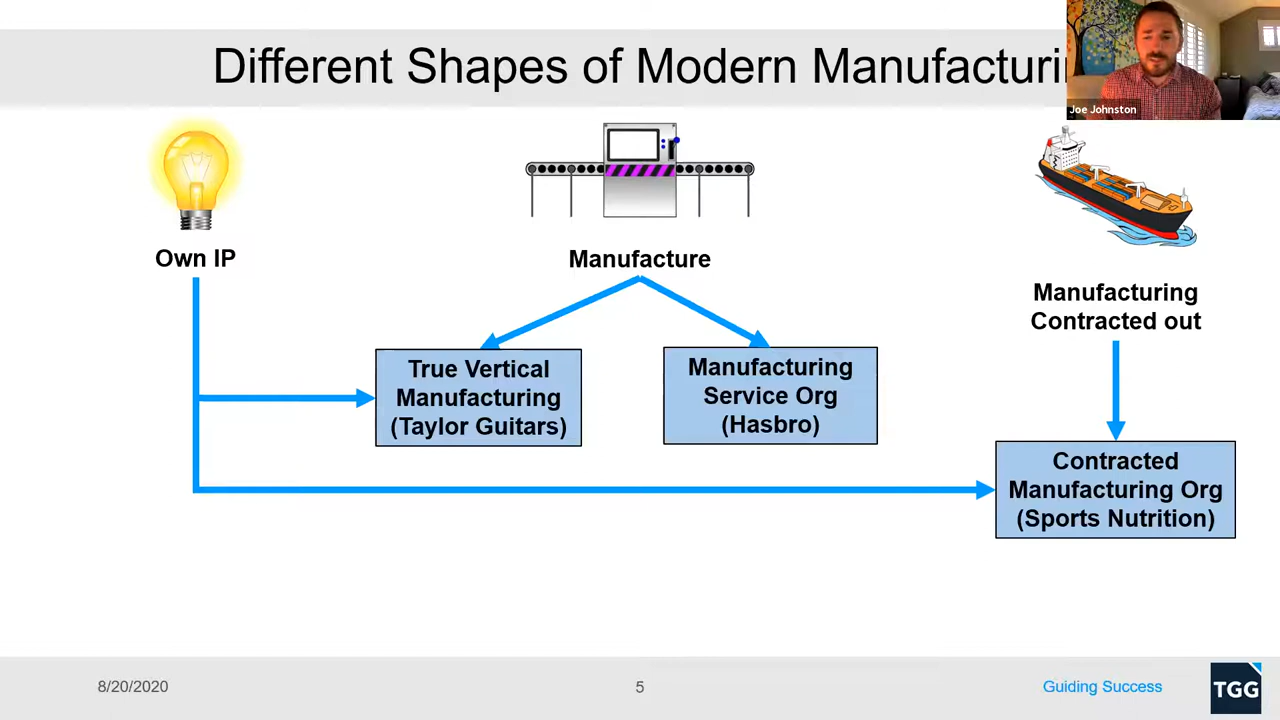 Different Shapes of Modern Manufacturi
Joe Johnston
Own IP
Manufacture
Manufacturing
Contracted out
True Vertical
Manufacturing
(Taylor Guitars)
Manufacturing
Service Org
(Hasbro)
Contracted
Manufacturing Org
(Sports Nutrition)
8/20/2020
5
Guiding Success
TGG